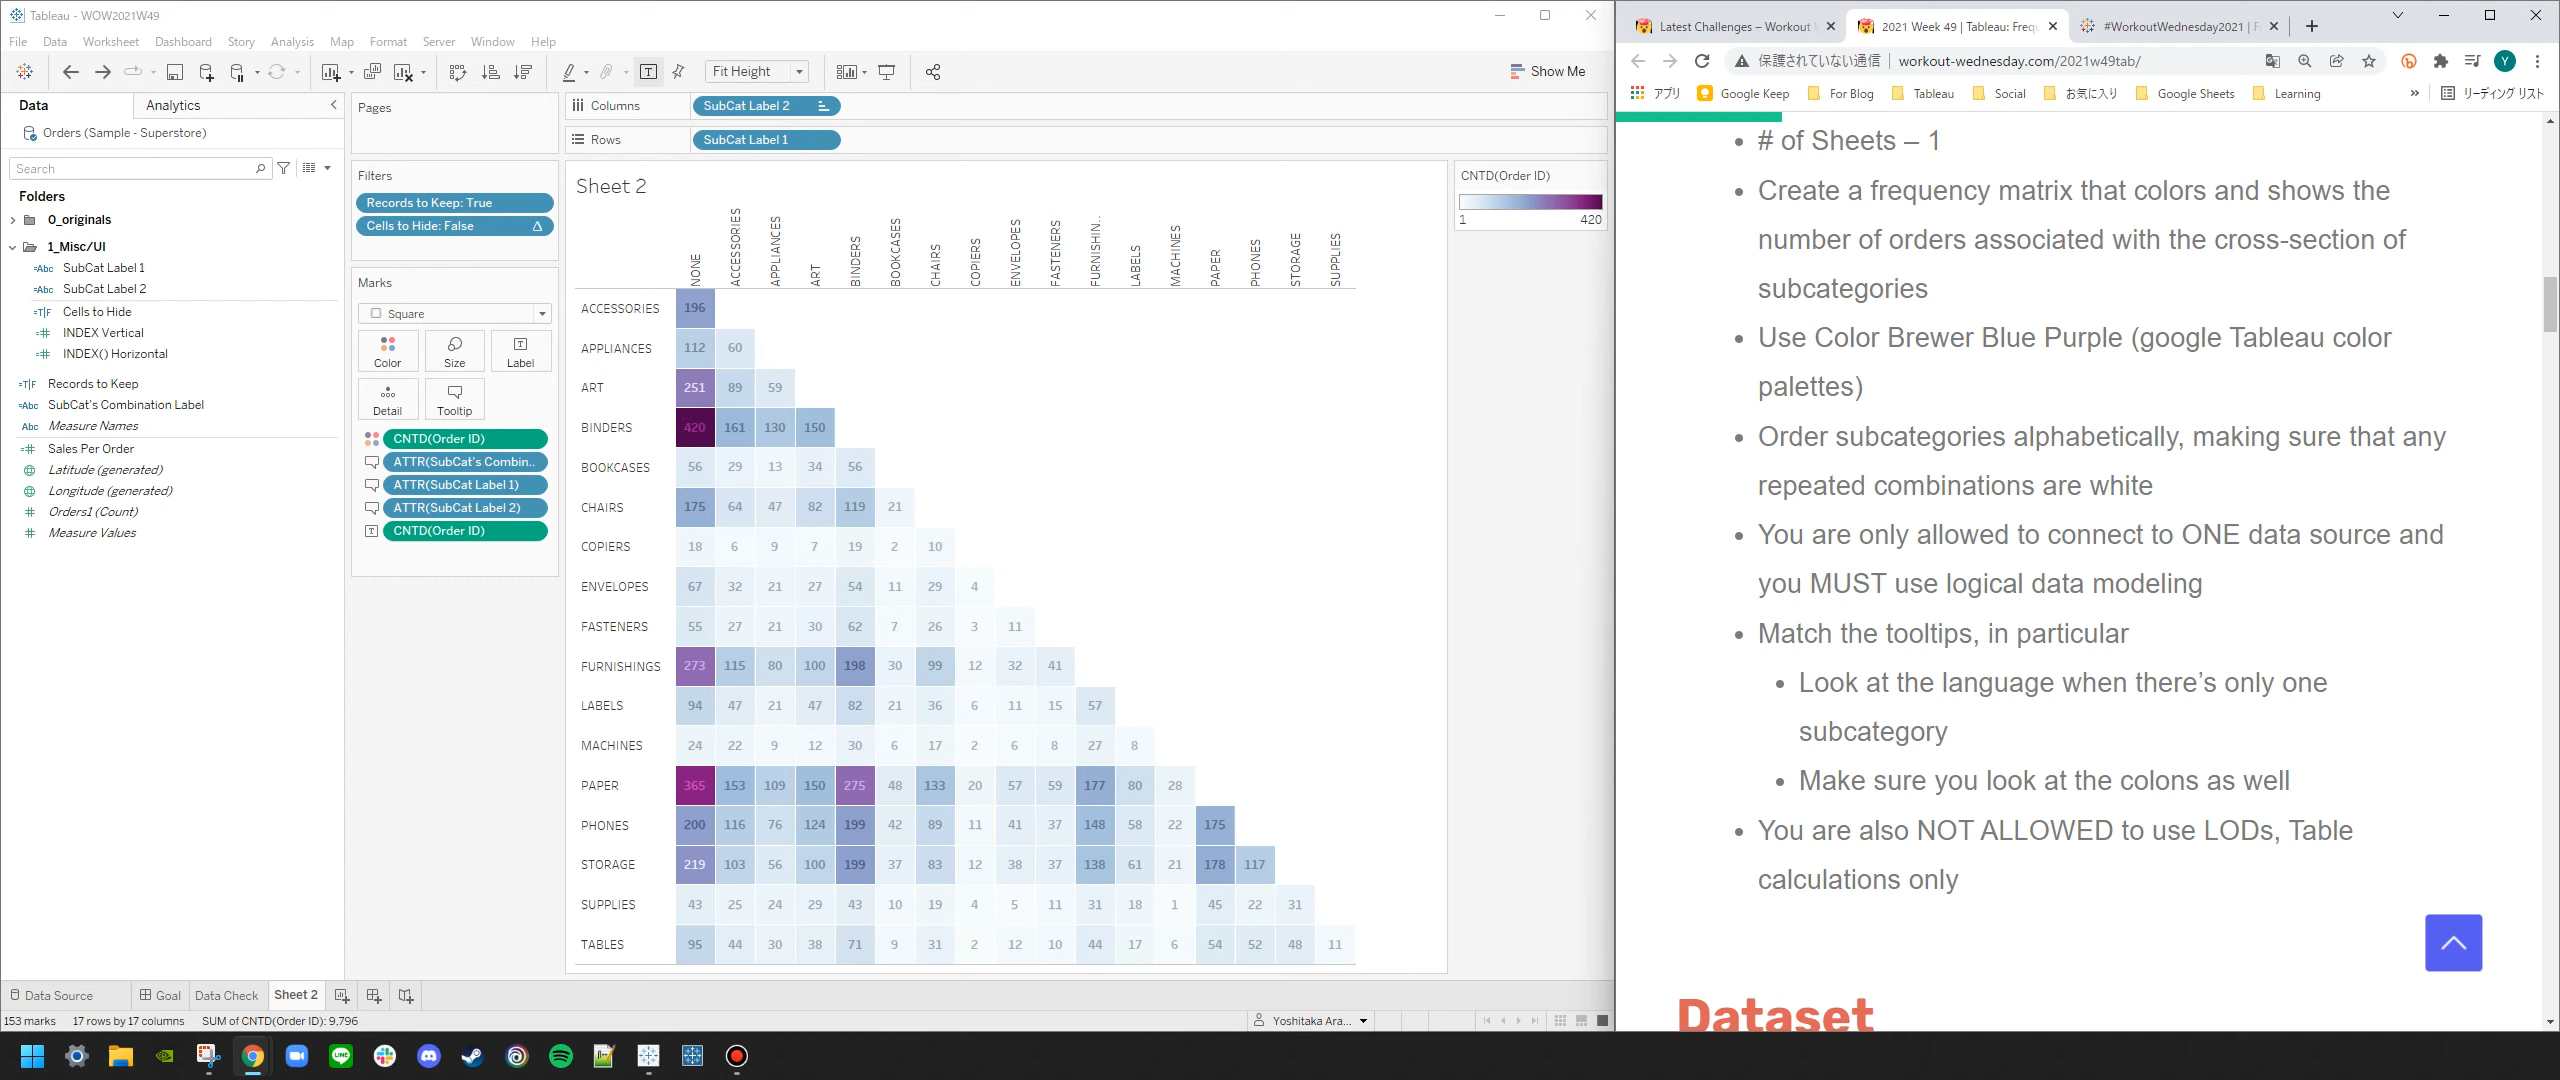 Tableau - WOW2021W49
File Data Worksheet Dashboard Story Analysis Map Format Server Window Help
Fit Height
Show Me
Data Analytics
Orders (Sample - Superstore)
Search
Folders
0_originals
1_Misc/UI
=Abc SubCat Label 1
=Abc SubCat Label 2
=T|F Cells to Hide
=# INDEX Vertical
=# INDEX() Horizontal
=T|F Records to Keep
=Abc SubCat's Combination Label
Abc Measure Names
=# Sales Per Order
Latitude (generated)
Longitude (generated)
# Orders1 (Count)
# Measure Values
Pages
Filters
Records to Keep: True
Cells to Hide: False
Marks
Square
Color Size Label
Detail Tooltip
CNTD(Order ID)
ATTR(SubCat's Combin..
ATTR(SubCat Label 1)
ATTR(SubCat Label 2)
CNTD(Order ID)
Columns SubCat Label 2
Rows SubCat Label 1
Sheet 2
NONE ACCESSORIES APPLIANCES ART BINDERS BOOKCASES CHAIRS COPIERS ENVELOPES FASTENERS FURNISHIN.. LABELS MACHINES PAPER PHONES STORAGE SUPPLIES
ACCESSORIES 196
APPLIANCES 112 60
ART 251 89 59
BINDERS 420 161 130 150
BOOKCASES 56 29 13 34 56
CHAIRS 175 64 47 82 119 21
COPIERS 18 6 9 7 19 2 10
ENVELOPES 67 32 21 27 54 11 29 4
FASTENERS 55 27 21 30 62 7 26 3 11
FURNISHINGS 273 115 80 100 198 30 99 12 32 41
LABELS 94 47 21 47 82 21 36 6 11 15 57
MACHINES 24 22 9 12 30 6 17 2 6 8 27 8
PAPER 365 153 109 150 275 48 133 20 57 59 177 80 28
PHONES 200 116 76 124 199 42 89 11 41 37 148 58 22 175
STORAGE 219 103 56 100 199 37 83 12 38 37 138 61 21 178 117
SUPPLIES 43 25 24 29 43 10 19 4 5 11 31 18 1 45 22 31
TABLES 95 44 30 38 71 9 31 2 12 10 44 17 6 54 52 48 11
CNTD(Order ID)
1 420
Data Source Goal Data Check Sheet 2
153 marks 17 rows by 17 columns SUM of CNTD(Order ID): 9,796
Yoshitaka Ara...
Latest Challenges – Workout
2021 Week 49 | Tableau: Freq
#WorkoutWednesday2021 | F
保護されていない通信 | workout-wednesday.com/2021w49tab/
Y
アプリ Google Keep For Blog Tableau Social お気に入り Google Sheets Learning » リーディング リスト
# of Sheets – 1
Create a frequency matrix that colors and shows the
number of orders associated with the cross-section of
subcategories
Use Color Brewer Blue Purple (google Tableau color
palettes)
Order subcategories alphabetically, making sure that any
repeated combinations are white
You are only allowed to connect to ONE data source and
you MUST use logical data modeling
Match the tooltips, in particular
Look at the language when there’s only one
subcategory
Make sure you look at the colons as well
You are also NOT ALLOWED to use LODs, Table
calculations only
Dataset
LINE